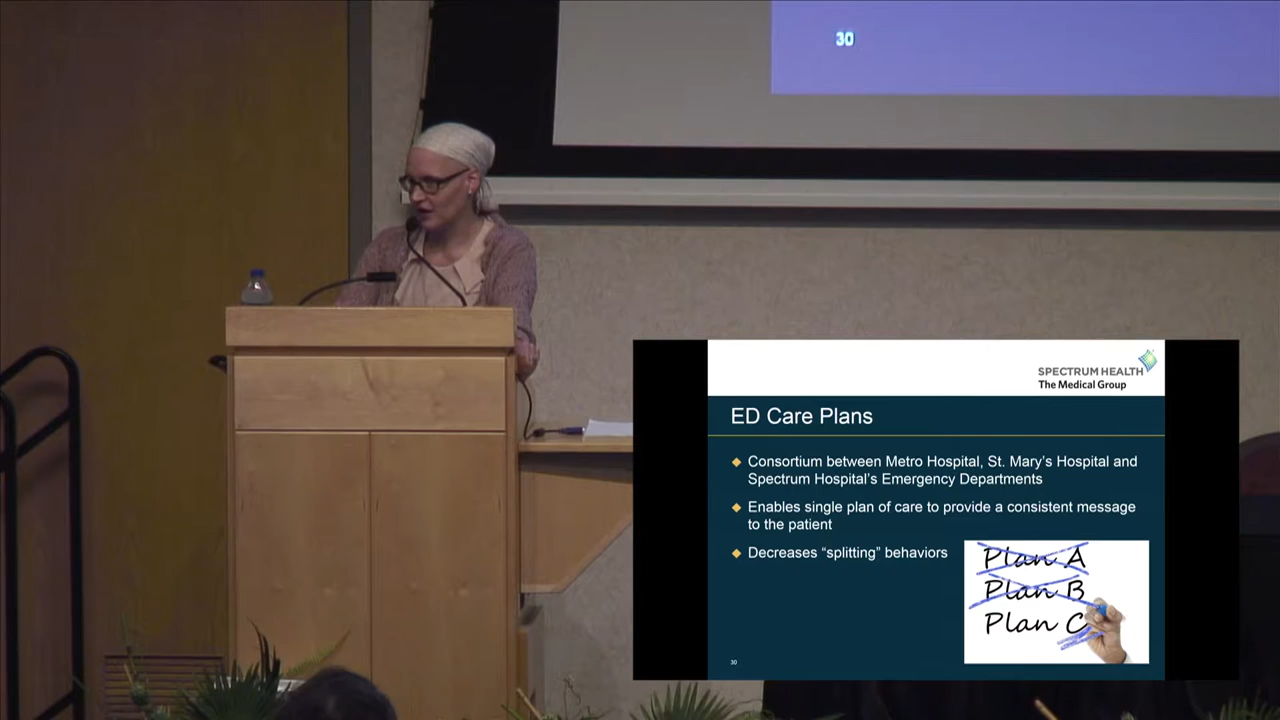 30
SPECTRUM HEALTH
The Medical Group
ED Care Plans
Consortium between Metro Hospital, St. Mary's Hospital and
Spectrum Hospital's Emergency Departments
Enables single plan of care to provide a consistent message
to the patient
Decreases “splitting” behaviors
Plan A
Plan B
Plan C
30